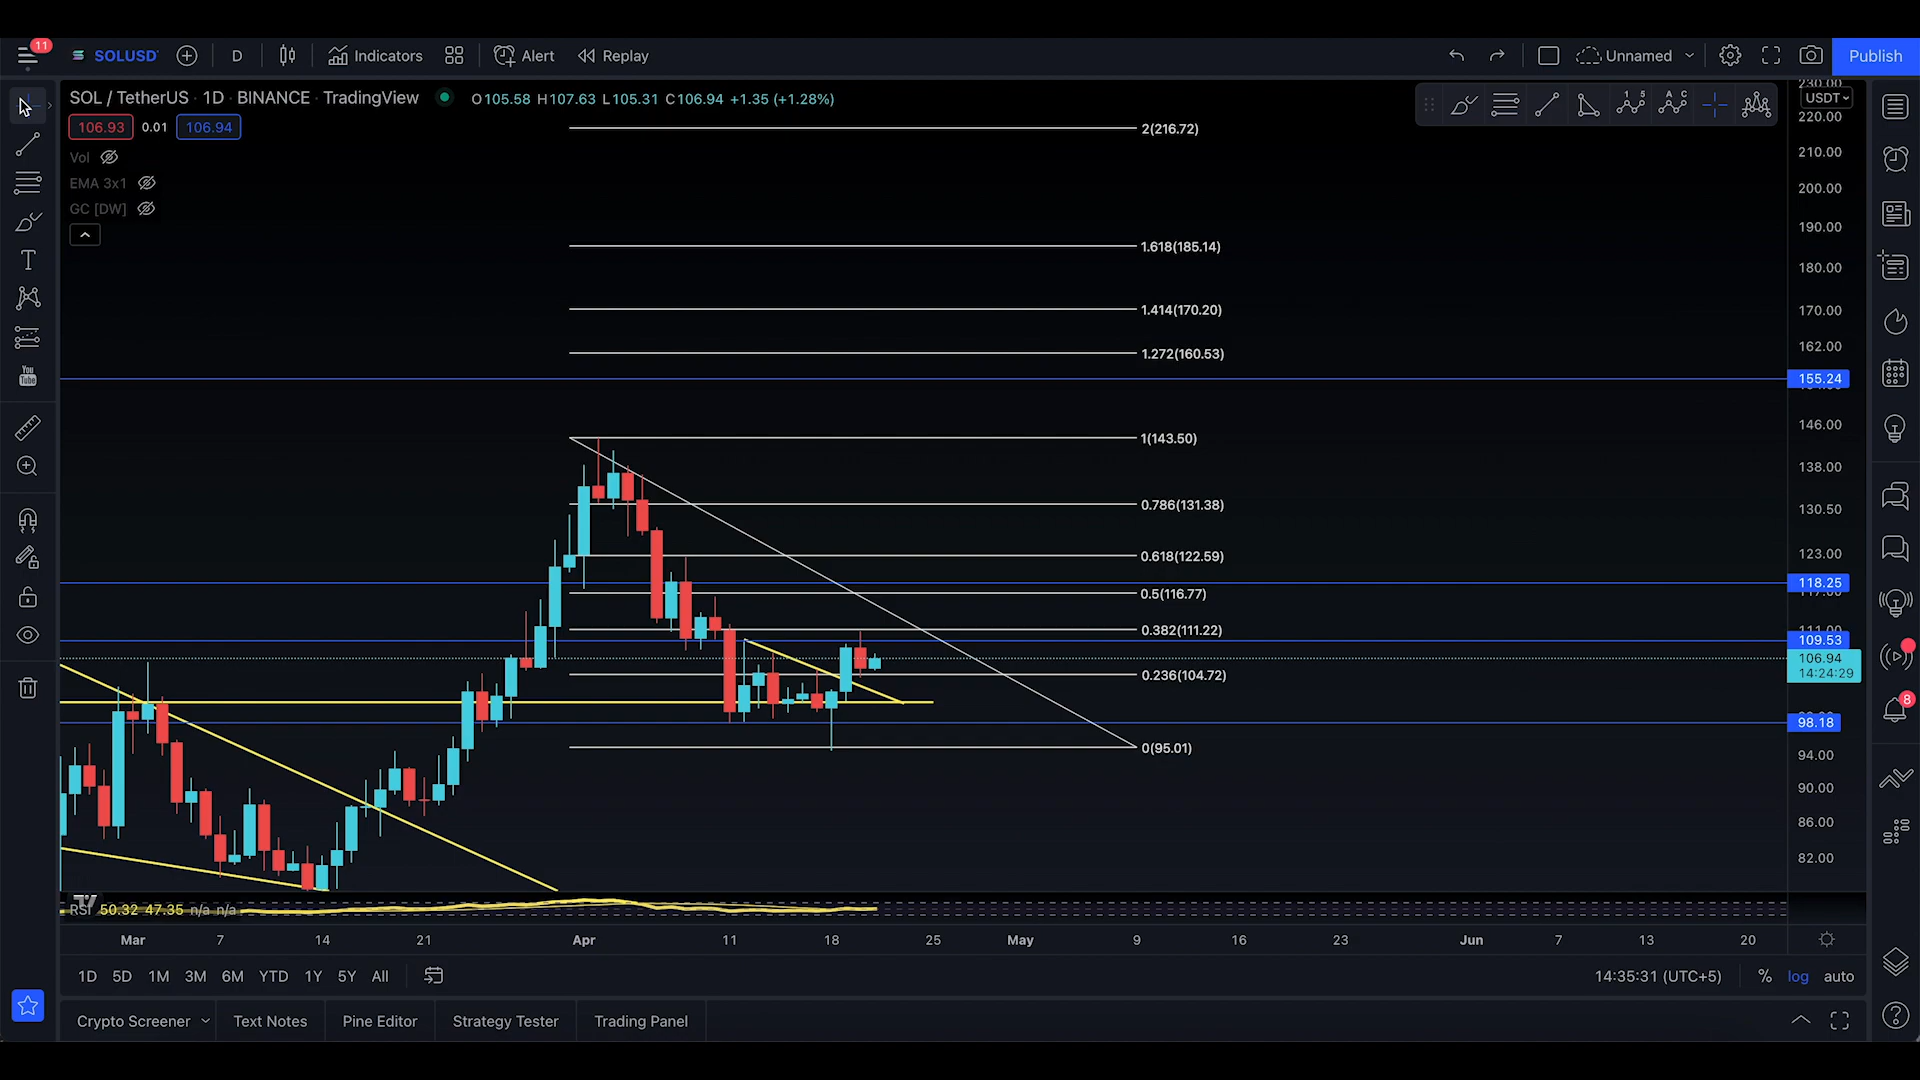 11
SOLUSD
D
Indicators
Alert
Replay
Unnamed
Publish
SOL / TetherUS · 1D · BINANCE · TradingView
O105.58 H107.63 L105.31 C106.94 +1.35 (+1.28%)
106.93
0.01
106.94
Vol
EMA 3x1
GC [DW]
1 5
A C
USDT
220.00
210.00
200.00
190.00
180.00
170.00
162.00
155.24
146.00
138.00
130.50
123.00
118.25
109.53
106.94
14:24:29
98.18
94.00
90.00
86.00
82.00
2(216.72)
1.618(185.14)
1.414(170.20)
1.272(160.53)
1(143.50)
0.786(131.38)
0.618(122.59)
0.5(116.77)
0.382(111.22)
0.236(104.72)
0(95.01)
You
Tube
8
RSI 50.32 47.35 n/a n/a
Mar 7 14 21 Apr 11 18 25 May 9 16 23 Jun 7 13 20
1D 5D 1M 3M 6M YTD 1Y 5Y All
14:35:31 (UTC+5)
% log auto
Crypto Screener
Text Notes
Pine Editor
Strategy Tester
Trading Panel